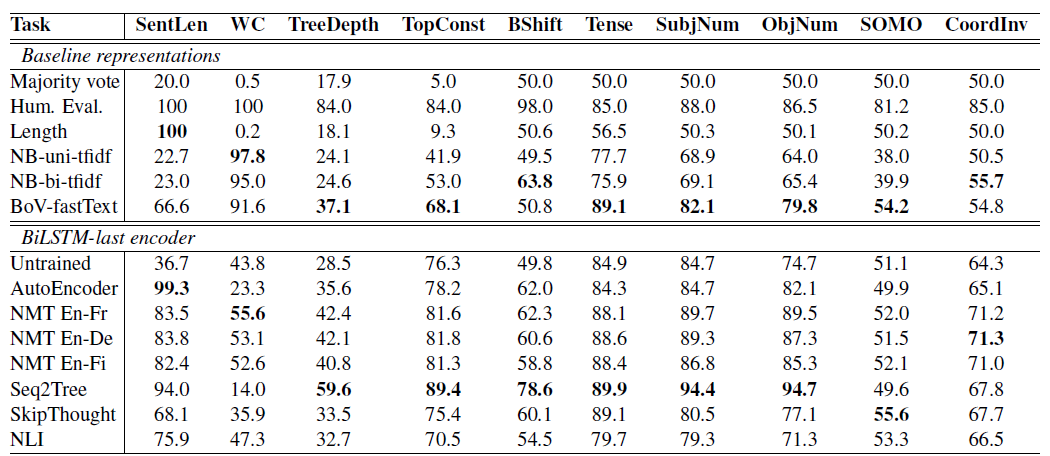 Task SentLen WC TreeDepth TopConst BShift Tense SubjNum ObjNum SOMO CoordInv
Baseline representations
Majority vote 20.0 0.5 17.9 5.0 50.0 50.0 50.0 50.0 50.0 50.0
Hum. Eval. 100 100 84.0 84.0 98.0 85.0 88.0 86.5 81.2 85.0
Length 100 0.2 18.1 9.3 50.6 56.5 50.3 50.1 50.2 50.0
NB-uni-tfidf 22.7 97.8 24.1 41.9 49.5 77.7 68.9 64.0 38.0 50.5
NB-bi-tfidf 23.0 95.0 24.6 53.0 63.8 75.9 69.1 65.4 39.9 55.7
BoV-fastText 66.6 91.6 37.1 68.1 50.8 89.1 82.1 79.8 54.2 54.8
BiLSTM-last encoder
Untrained 36.7 43.8 28.5 76.3 49.8 84.9 84.7 74.7 51.1 64.3
AutoEncoder 99.3 23.3 35.6 78.2 62.0 84.3 84.7 82.1 49.9 65.1
NMT En-Fr 83.5 55.6 42.4 81.6 62.3 88.1 89.7 89.5 52.0 71.2
NMT En-De 83.8 53.1 42.1 81.8 60.6 88.6 89.3 87.3 51.5 71.3
NMT En-Fi 82.4 52.6 40.8 81.3 58.8 88.4 86.8 85.3 52.1 71.0
Seq2Tree 94.0 14.0 59.6 89.4 78.6 89.9 94.4 94.7 49.6 67.8
SkipThought 68.1 35.9 33.5 75.4 60.1 89.1 80.5 77.1 55.6 67.7
NLI 75.9 47.3 32.7 70.5 54.5 79.7 79.3 71.3 53.3 66.5